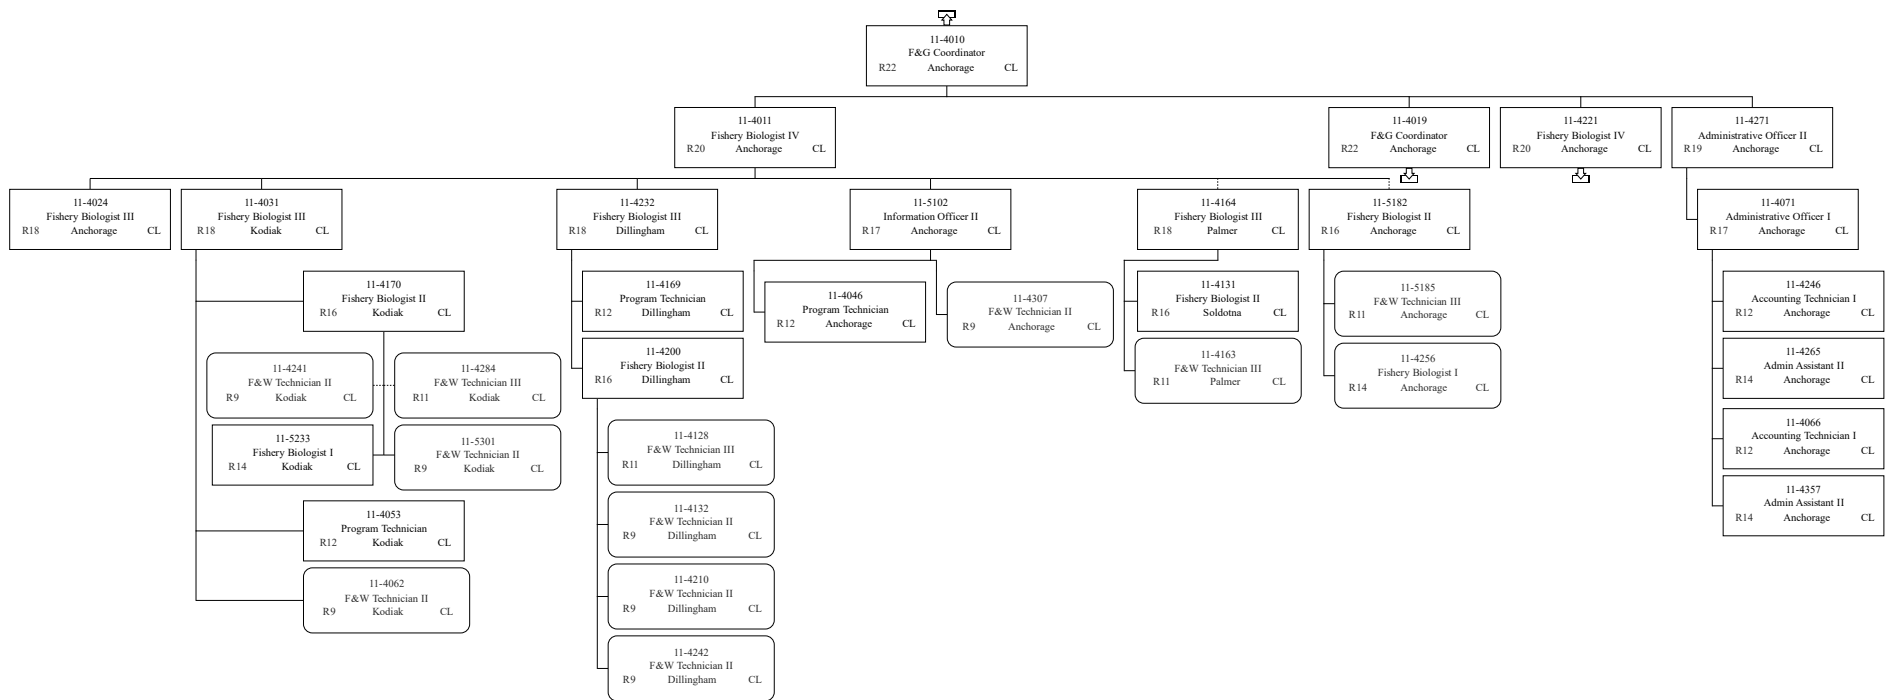 11-4010
F&G Coordinator
R22 Anchorage CL
11-4011
Fishery Biologist IV
R20 Anchorage CL
11-4019
F&G Coordinator
R22 Anchorage CL
11-4221
Fishery Biologist IV
R20 Anchorage CL
11-4271
Administrative Officer II
R19 Anchorage CL
11-4024
Fishery Biologist III
R18 Anchorage CL
11-4031
Fishery Biologist III
R18 Kodiak CL
11-4232
Fishery Biologist III
R18 Dillingham CL
11-5102
Information Officer II
R17 Anchorage CL
11-4164
Fishery Biologist III
R18 Palmer CL
11-5182
Fishery Biologist II
R16 Anchorage CL
11-4071
Administrative Officer I
R17 Anchorage CL
11-4170
Fishery Biologist II
R16 Kodiak CL
11-4241
F&W Technician II
R9 Kodiak CL
11-4284
F&W Technician III
R11 Kodiak CL
11-5233
Fishery Biologist I
R14 Kodiak CL
11-5301
F&W Technician II
R9 Kodiak CL
11-4053
Program Technician
R12 Kodiak CL
11-4062
F&W Technician II
R9 Kodiak CL
11-4169
Program Technician
R12 Dillingham CL
11-4200
Fishery Biologist II
R16 Dillingham CL
11-4128
F&W Technician III
R11 Dillingham CL
11-4132
F&W Technician II
R9 Dillingham CL
11-4210
F&W Technician II
R9 Dillingham CL
11-4242
F&W Technician II
R9 Dillingham CL
11-4046
Program Technician
R12 Anchorage CL
11-4307
F&W Technician II
R9 Anchorage CL
11-4131
Fishery Biologist II
R16 Soldotna CL
11-4163
F&W Technician III
R11 Palmer CL
11-5185
F&W Technician III
R11 Anchorage CL
11-4256
Fishery Biologist I
R14 Anchorage CL
11-4246
Accounting Technician I
R12 Anchorage CL
11-4265
Admin Assistant II
R14 Anchorage CL
11-4066
Accounting Technician I
R12 Anchorage CL
11-4357
Admin Assistant II
R14 Anchorage CL